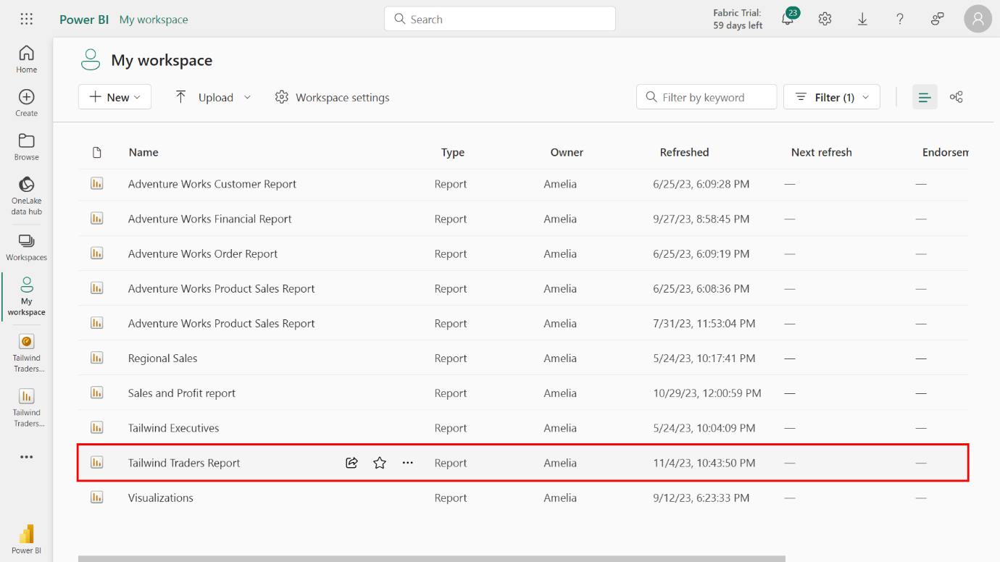 Power BI My workspace
Search
Fabric Trial:
59 days left
23
Home
Create
Browse
OneLake
data hub
Workspaces
My
workspace
Tailwind
Traders...
Tailwind
Traders...
Power BI
My workspace
New
Upload
Workspace settings
Filter by keyword
Filter (1)
Name Type Owner Refreshed Next refresh Endorsem
Adventure Works Customer Report Report Amelia 6/25/23, 6:09:28 PM — —
Adventure Works Financial Report Report Amelia 9/27/23, 8:58:45 PM — —
Adventure Works Order Report Report Amelia 6/25/23, 6:09:19 PM — —
Adventure Works Product Sales Report Report Amelia 6/25/23, 6:08:36 PM — —
Adventure Works Product Sales Report Report Amelia 7/31/23, 11:53:04 PM — —
Regional Sales Report Amelia 5/24/23, 10:17:41 PM — —
Sales and Profit report Report Amelia 10/29/23, 12:00:59 PM — —
Tailwind Executives Report Amelia 5/24/23, 10:04:09 PM — —
Tailwind Traders Report Report Amelia 11/4/23, 10:43:50 PM — —
Visualizations Report Amelia 9/12/23, 6:23:33 PM — —